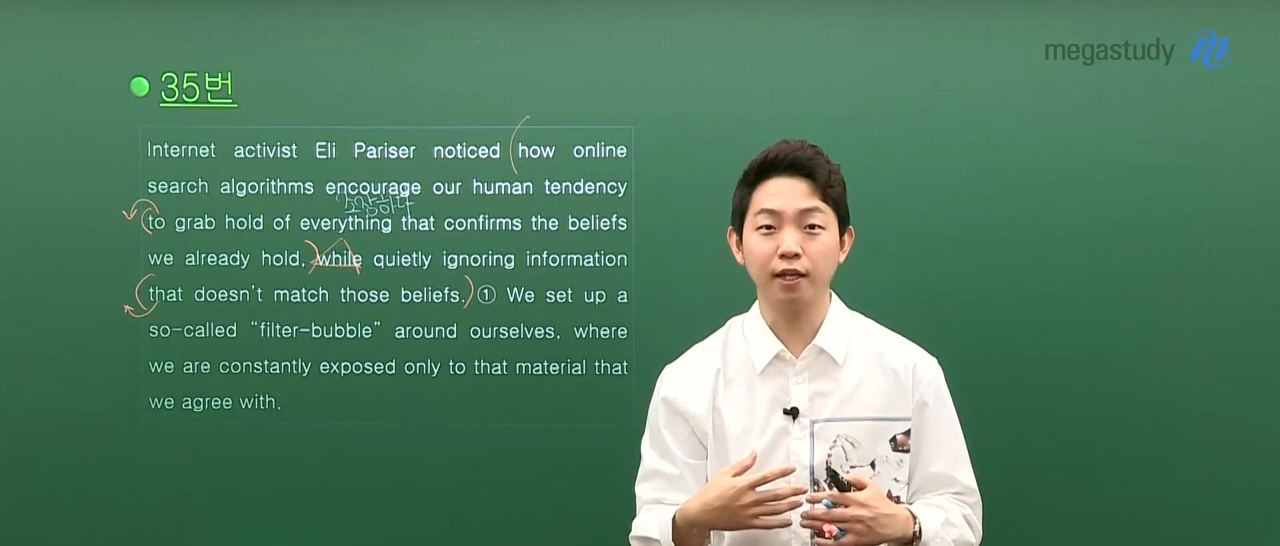 megastudy
35번
Internet activist Eli Pariser noticed how online
search algorithms encourage our human tendency
to grab hold of everything that confirms the beliefs
we already hold, while quietly ignoring information
that doesn't match those beliefs. ① We set up a
so-called “filter-bubble” around ourselves, where
we are constantly exposed only to that material that
we agree with.